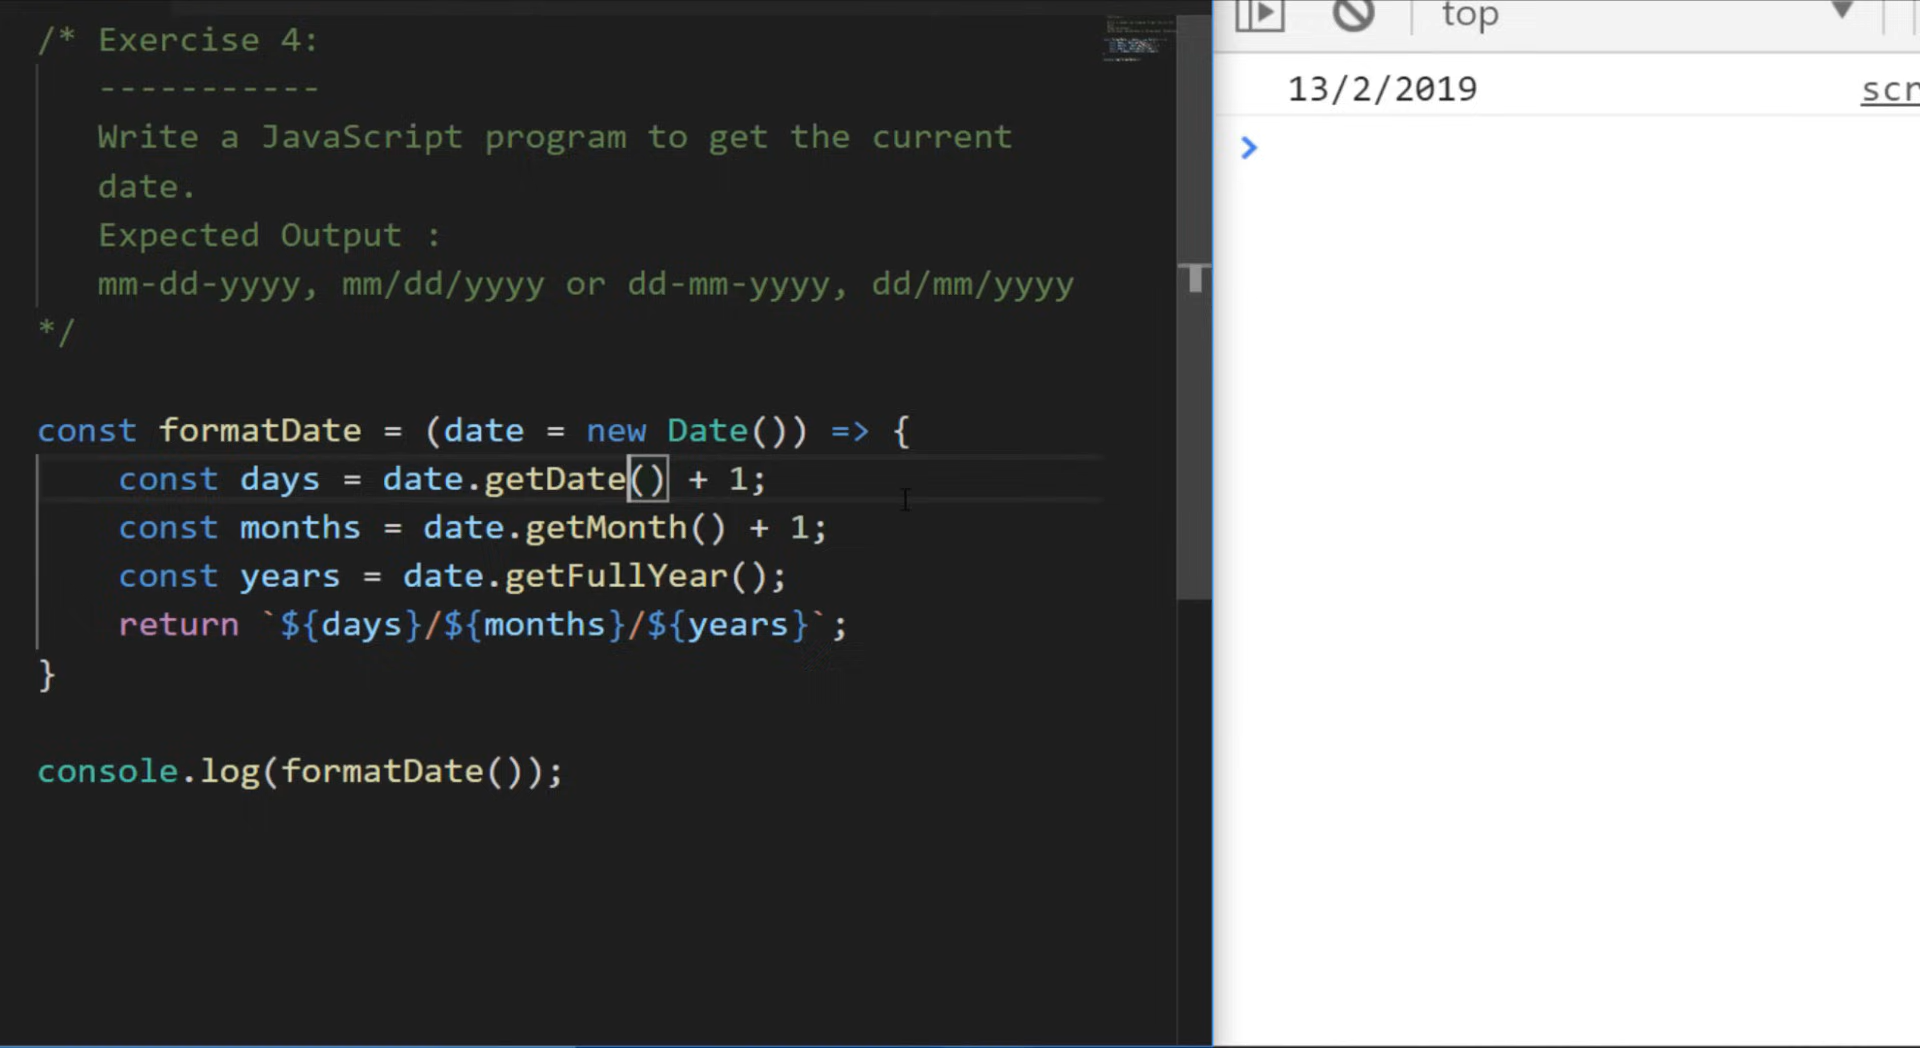 /* Exercise 4:
-----------
Write a JavaScript program to get the current
date.
Expected Output :
mm-dd-yyyy, mm/dd/yyyy or dd-mm-yyyy, dd/mm/yyyy
*/
const formatDate = (date = new Date()) => {
const days = date.getDate() + 1;
const months = date.getMonth() + 1;
const years = date.getFullYear();
return `${days}/${months}/${years}`;
}
console.log(formatDate());
top
13/2/2019
scr
>